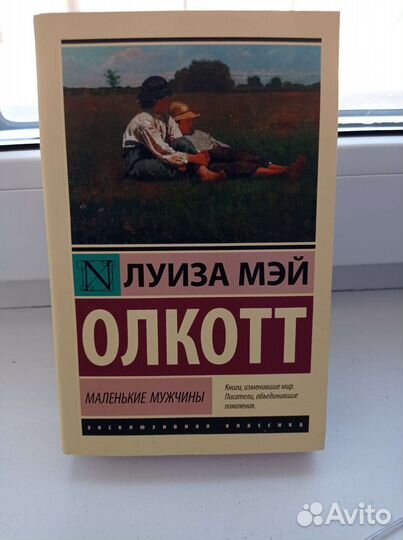 ЛУИЗА МЭЙ
ОЛКОТТ
МАЛЕНЬКИЕ МУЖЧИНЫ
Книги, изменившие мир.
Писатели, объединившие
поколения.
ЭКСКЛЮЗИВНАЯ КЛАССИКА
Avito